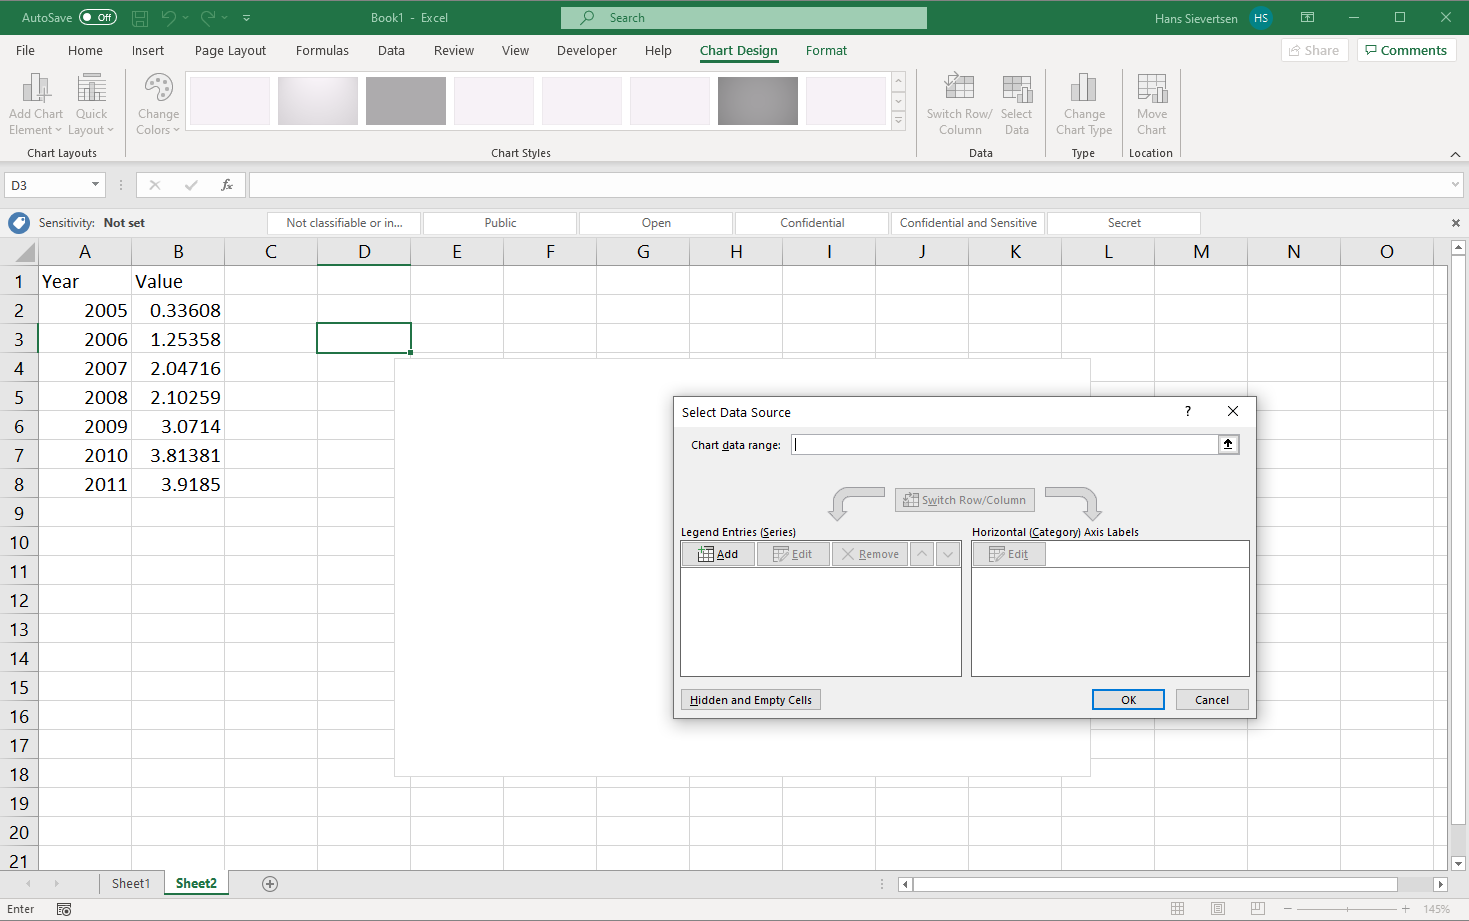 AutoSave Off Book1 - Excel Search Hans Sievertsen HS
File Home Insert Page Layout Formulas Data Review View Developer Help Chart Design Format Share Comments
Add Chart Element Quick Layout Change Colors Switch Row/ Column Select Data Change Chart Type Move Chart
Chart Layouts Chart Styles Data Type Location
D3 fx
Sensitivity: Not set Not classifiable or in... Public Open Confidential Confidential and Sensitive Secret
A B C D E F G H I J K L M N O
1 Year Value
2 2005 0.33608
3 2006 1.25358
4 2007 2.04716
5 2008 2.10259
6 2009 3.0714
7 2010 3.81381
8 2011 3.9185
9
10
11
12
13
14
15
16
17
18
19
20
21
Select Data Source ?
Chart data range:
Switch Row/Column
Legend Entries (Series) Horizontal (Category) Axis Labels
Add Edit Remove Edit
Hidden and Empty Cells OK Cancel
Sheet1 Sheet2
Enter 145%